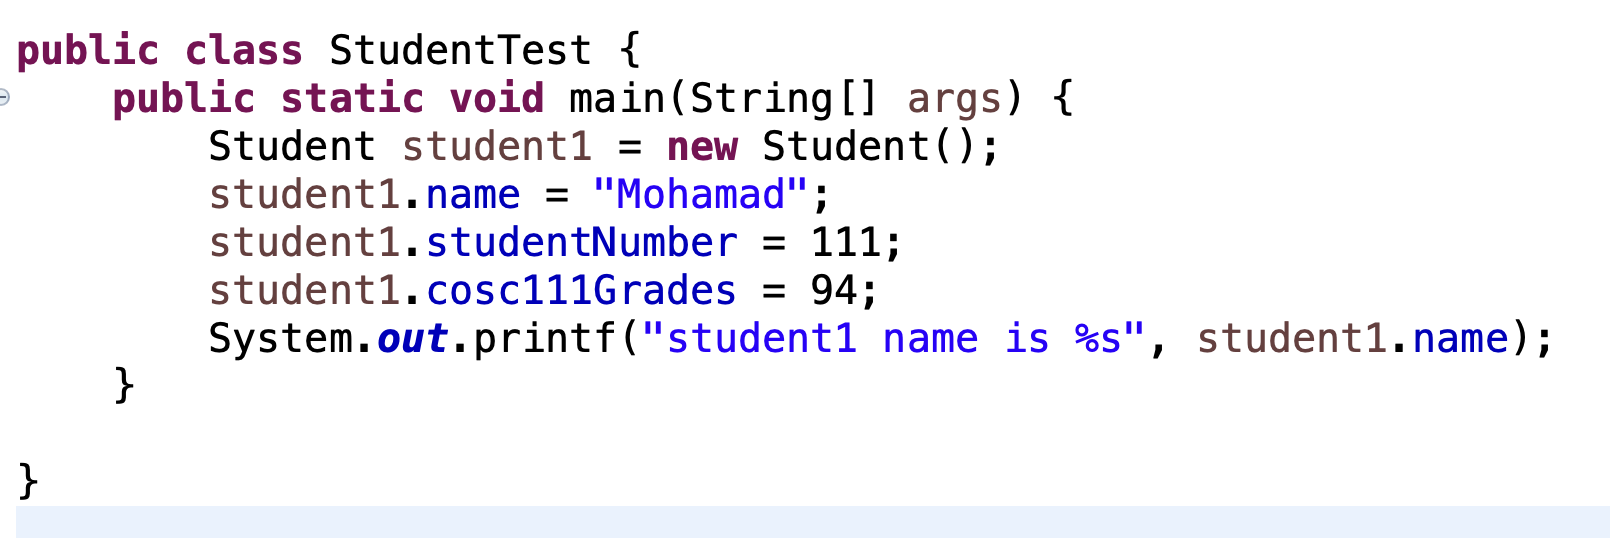 public class StudentTest {
    public static void main(String[] args) {
        Student student1 = new Student();
        student1.name = "Mohamad";
        student1.studentNumber = 111;
        student1.cosc111Grades = 94;
        System.out.printf("student1 name is %s", student1.name);
    }

}